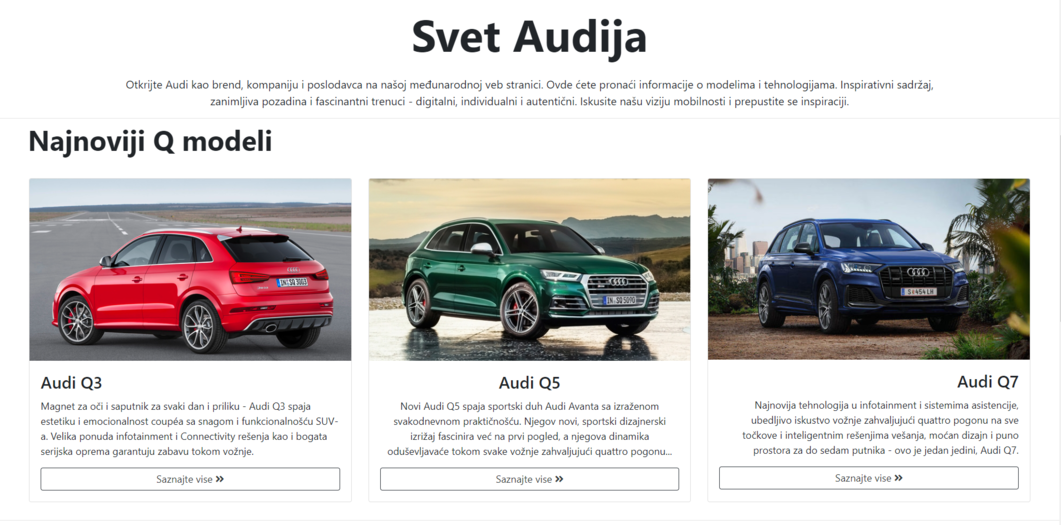 Svet Audija
Otkrijte Audi kao brend, kompaniju i poslodavca na našoj međunarodnoj veb stranici. Ovde ćete pronaći informacije o modelima i tehnologijama. Inspirativni sadržaj,
zanimljiva pozadina i fascinantni trenuci - digitalni, individualni i autentični. Iskusite našu viziju mobilnosti i prepustite se inspiraciji.
Najnoviji Q modeli
Audi Q3
Magnet za oči i saputnik za svaki dan i priliku - Audi Q3 spaja
estetiku i emocionalnost coupéa sa snagom i funkcionalnošću SUV-
a. Velika ponuda infotainment i Connectivity rešenja kao i bogata
serijska oprema garantuju zabavu tokom vožnje.
Saznajte vise
Audi Q5
Novi Audi Q5 spaja sportski duh Audi Avanta sa izraženom
svakodnevnom praktičnošću. Njegov novi, sportski dizajnerski
izrižaj fascinira već na prvi pogled, a njegova dinamika
oduševljavaće tokom svake vožnje zahvaljujući quattro pogonu...
Saznajte vise
Audi Q7
Najnovija tehnologija u infotainment i sistemima asistencije,
ubedljivo iskustvo vožnje zahvaljujući quattro pogonu na sve
točkove i inteligentnim rešenjima vešanja, moćan dizajn i puno
prostora za do sedam putnika - ovo je jedan jedini, Audi Q7.
Saznajte vise